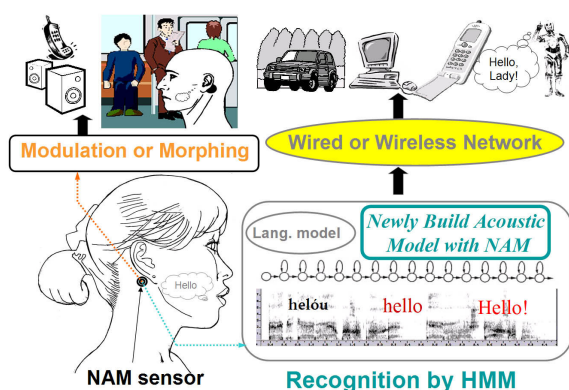 Hello,
Lady!
Modulation or Morphing
Wired or Wireless Network
Lang. model
Newly Build Acoustic
Model with NAM
Hello
helóu
hello
Hello!
NAM sensor
Recognition by HMM